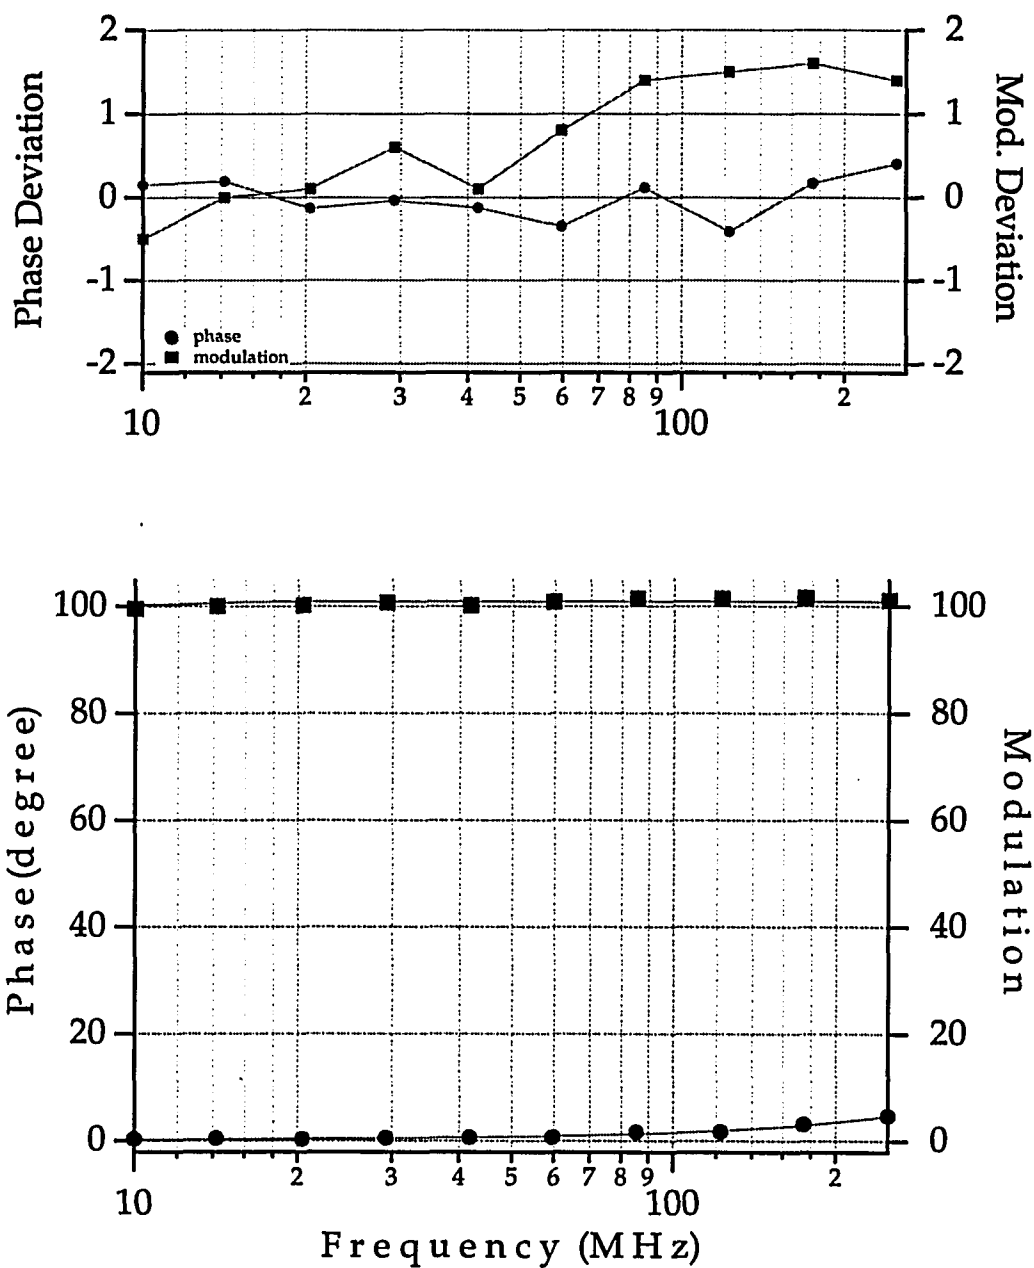 2 2
Phase Deviation
Mod. Deviation
1 1
0 0
-1 -1
phase
modulation
-2 -2
2 3 4 5 6 7 8 9 2
10 100
100 100
80 80
Phase(degree)
Modulation
60 60
40 40
20 20
0 0
2 3 4 5 6 7 8 9 2
10 100
Frequency (MHz)